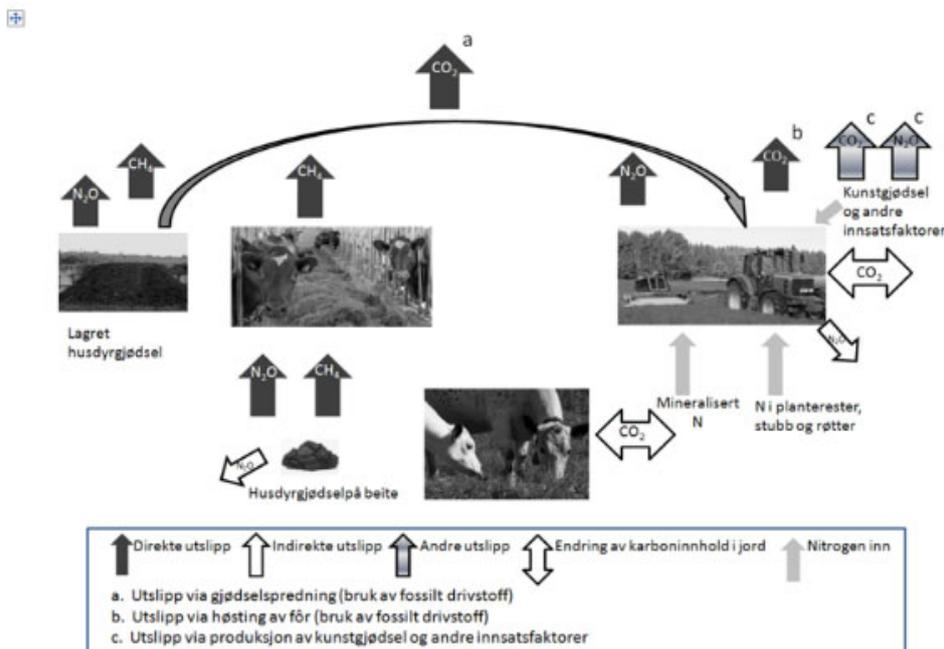 a
CO₂
c
c
b
CO₂
N₂O
CH₄
CO₂
CH₄
N₂O
N₂O
Kunstgjødsel
og andre
innsatsfaktorer
CO₂
Lagret
husdyrgjødsel
N₂O
N₂O
CH₄
Mineralisert
N
N i planterester,
stubb og røtter
CO₂
N₂O
Husdyrgjødselpå beite
Direkte utslipp
Indirekte utslipp
Andre utslipp
Endring av karboninnhold i jord
Nitrogen inn
a. Utslipp via gjødselspredning (bruk av fossilt drivstoff)
b. Utslipp via høsting av fôr (bruk av fossilt drivstoff)
c. Utslipp via produksjon av kunstgjødsel og andre innsatsfaktorer